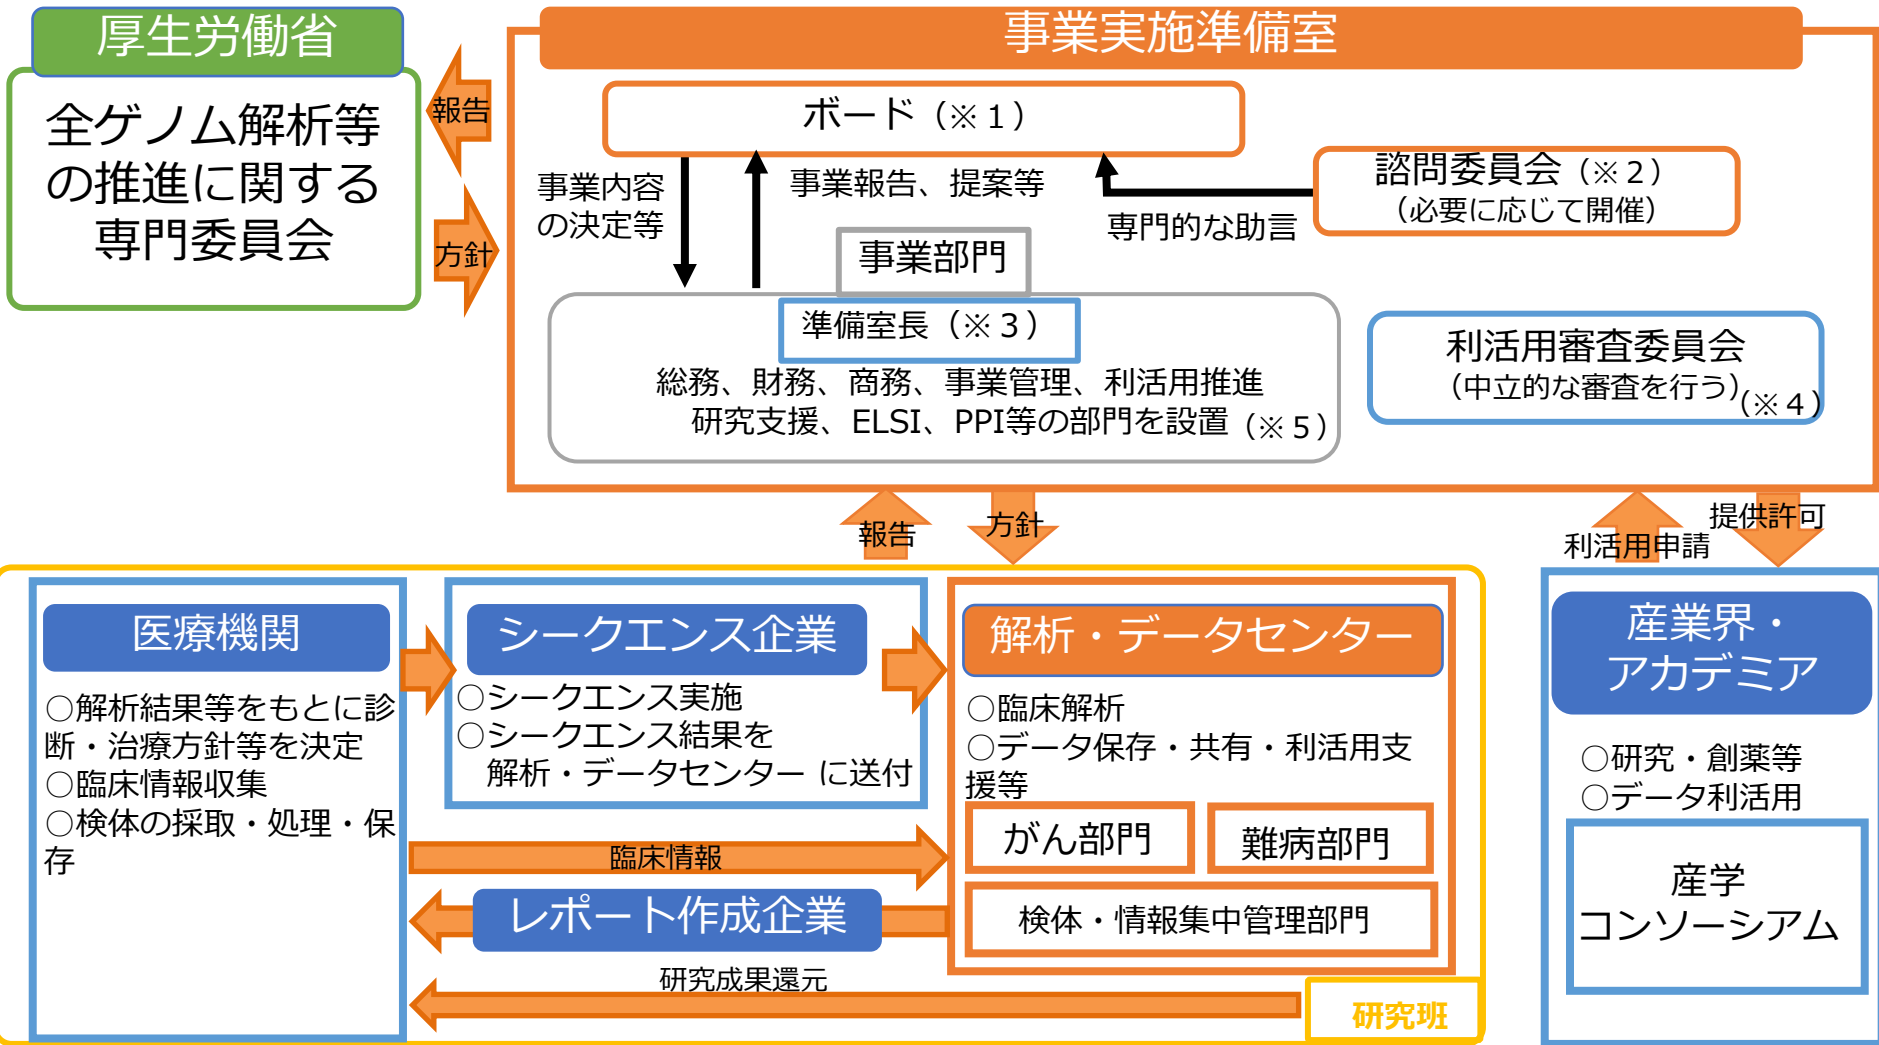 厚生労働省
全ゲノム解析等
の推進に関する
専門委員会
報告
方針
事業実施準備室
ボード（※１）
事業内容
の決定等
事業報告、提案等
専門的な助言
諮問委員会（※２）
（必要に応じて開催）
事業部門
準備室長（※３）
総務、財務、商務、事業管理、利活用推進
研究支援、ELSI、PPI等の部門を設置（※５）
利活用審査委員会
（中立的な審査を行う）（※４）
報告
方針
利活用申請
提供許可
医療機関
○解析結果等をもとに診
断・治療方針等を決定
○臨床情報収集
○検体の採取・処理・保
存
シークエンス企業
○シークエンス実施
○シークエンス結果を
解析・データセンター に送付
解析・データセンター
○臨床解析
○データ保存・共有・利活用支
援等
がん部門
難病部門
検体・情報集中管理部門
臨床情報
レポート作成企業
研究成果還元
研究班
産業界・
アカデミア
○研究・創薬等
○データ利活用
産学
コンソーシアム